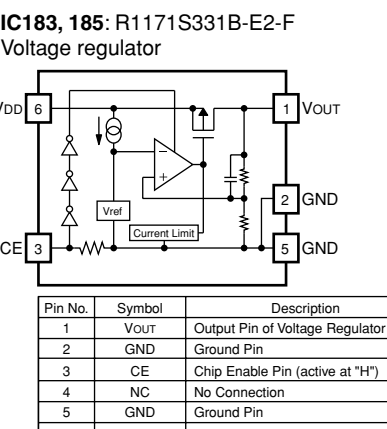 IC183, 185: R1171S331B-E2-F
Voltage regulator
VDD 6
1 VOUT
−
+
Vref
Current Limit
2 GND
CE 3
5 GND
Pin No. Symbol Description
1 VOUT Output Pin of Voltage Regulator
2 GND Ground Pin
3 CE Chip Enable Pin (active at "H")
4 NC No Connection
5 GND Ground Pin